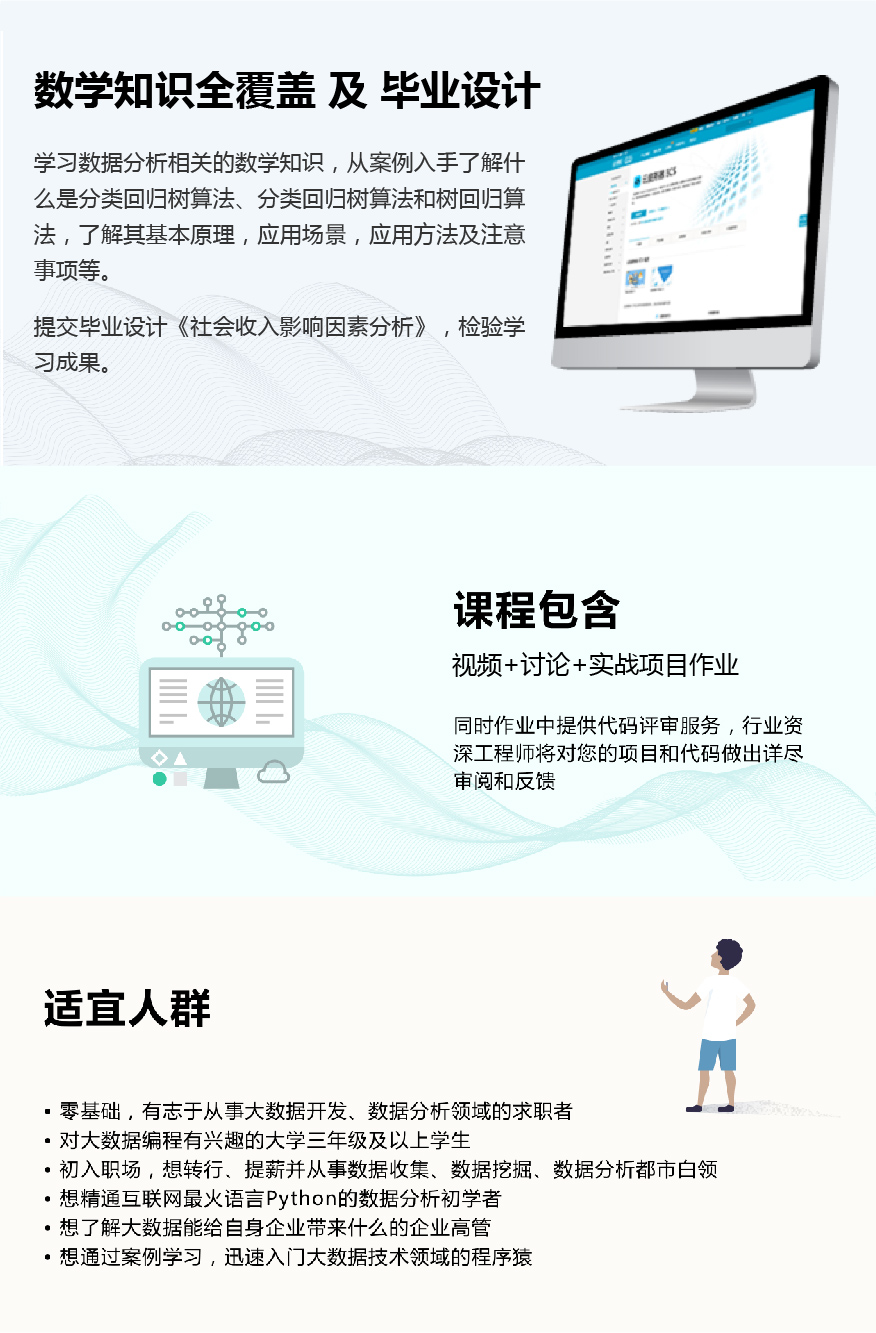 数学知识全覆盖 及 毕业设计
学习数据分析相关的数学知识，从案例入手了解什
么是分类回归树算法、分类回归树算法和树回归算
法，了解其基本原理，应用场景，应用方法及注意
事项等。
提交毕业设计《社会收入影响因素分析》，检验学
习成果。
课程包含
视频+讨论+实战项目作业
同时作业中提供代码评审服务，行业资
深工程师将对您的项目和代码做出详尽
审阅和反馈
适宜人群
• 零基础，有志于从事大数据开发、数据分析领域的求职者
• 对大数据编程有兴趣的大学三年级及以上学生
• 初入职场，想转行、提薪并从事数据收集、数据挖掘、数据分析都市白领
• 想精通互联网最火语言Python的数据分析初学者
• 想了解大数据能给自身企业带来什么的企业高管
• 想通过案例学习，迅速入门大数据技术领域的程序猿